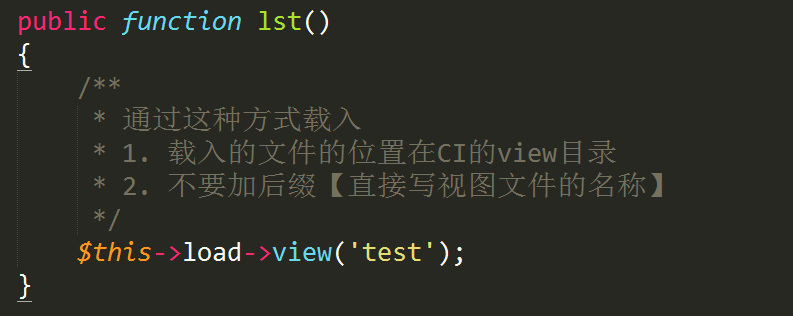 public function lst()
{
/**
* 通过这种方式载入
* 1. 载入的文件的位置在CI的view目录
* 2. 不要加后缀【直接写视图文件的名称】
*/
$this->load->view('test');
}